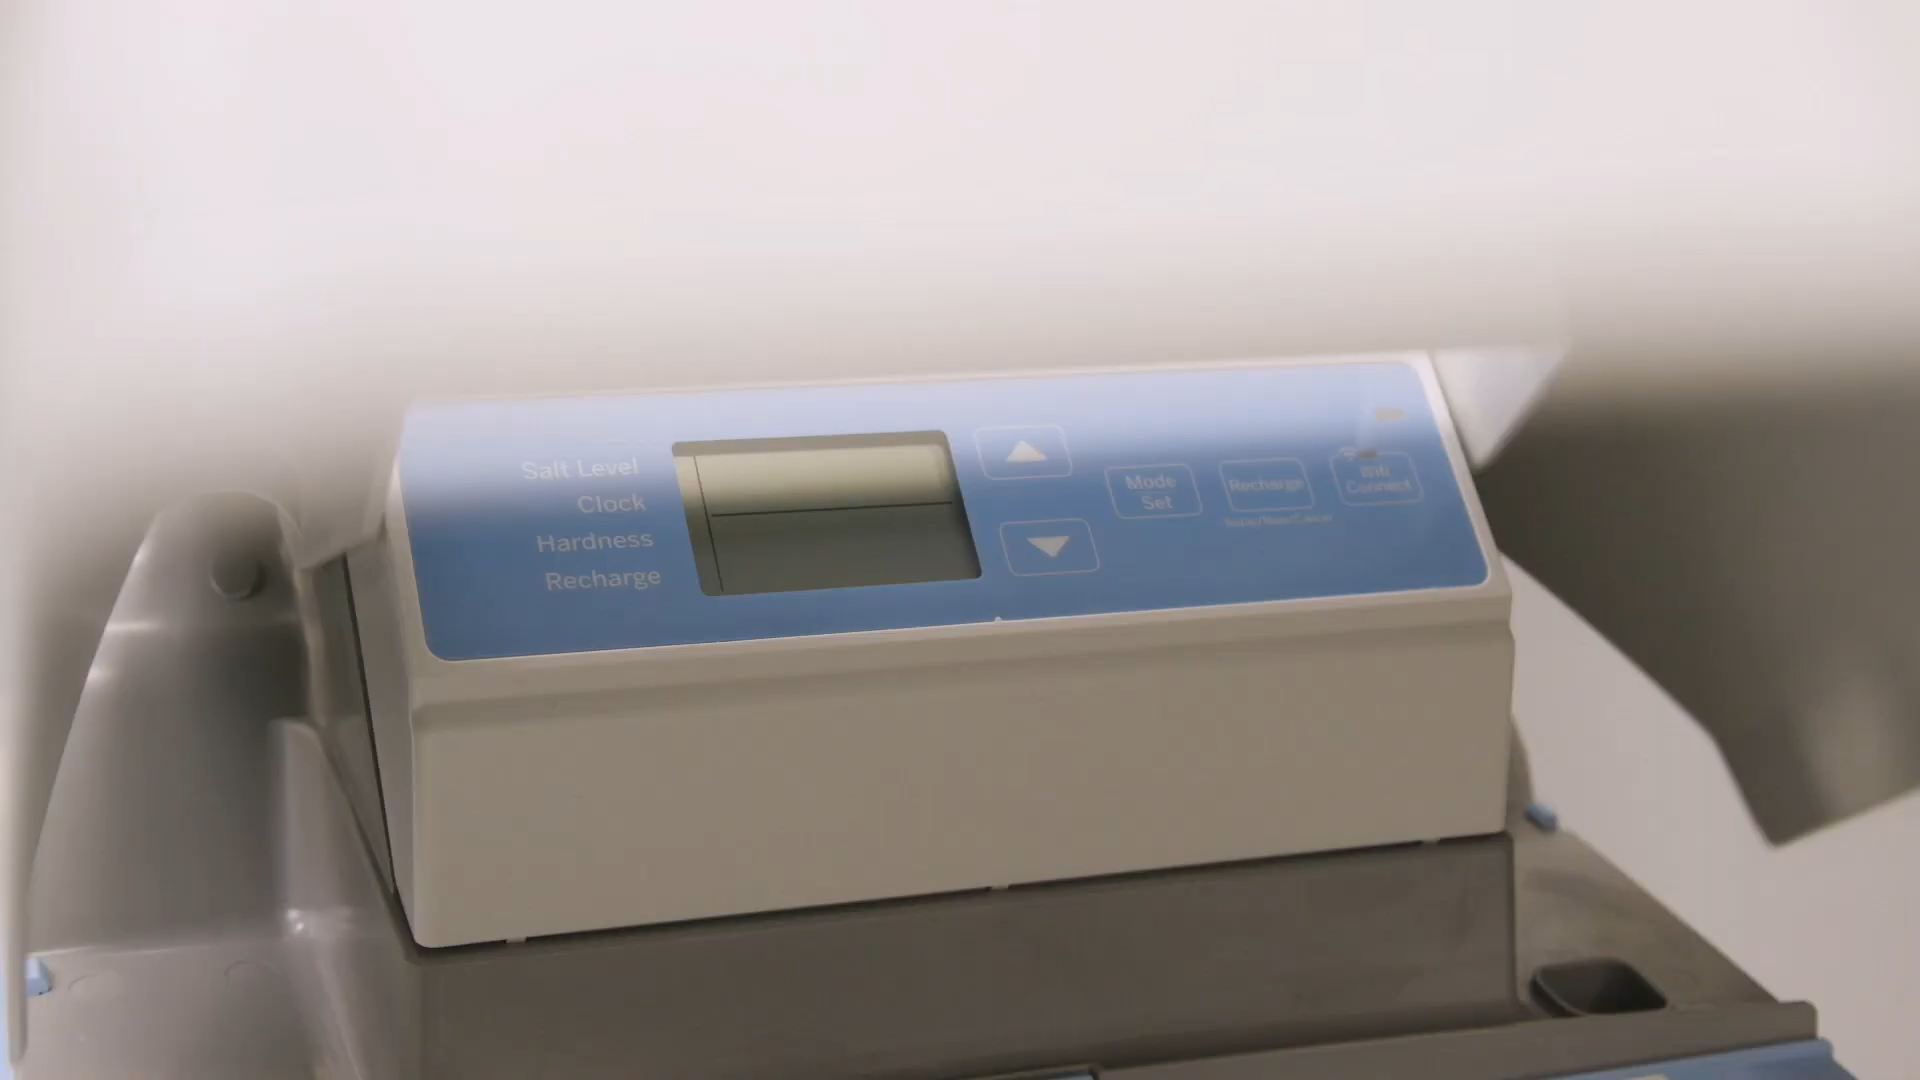 Salt Level
Clock
Hardness
Recharge
Mode
Set
Recharge
Wifi
Connect